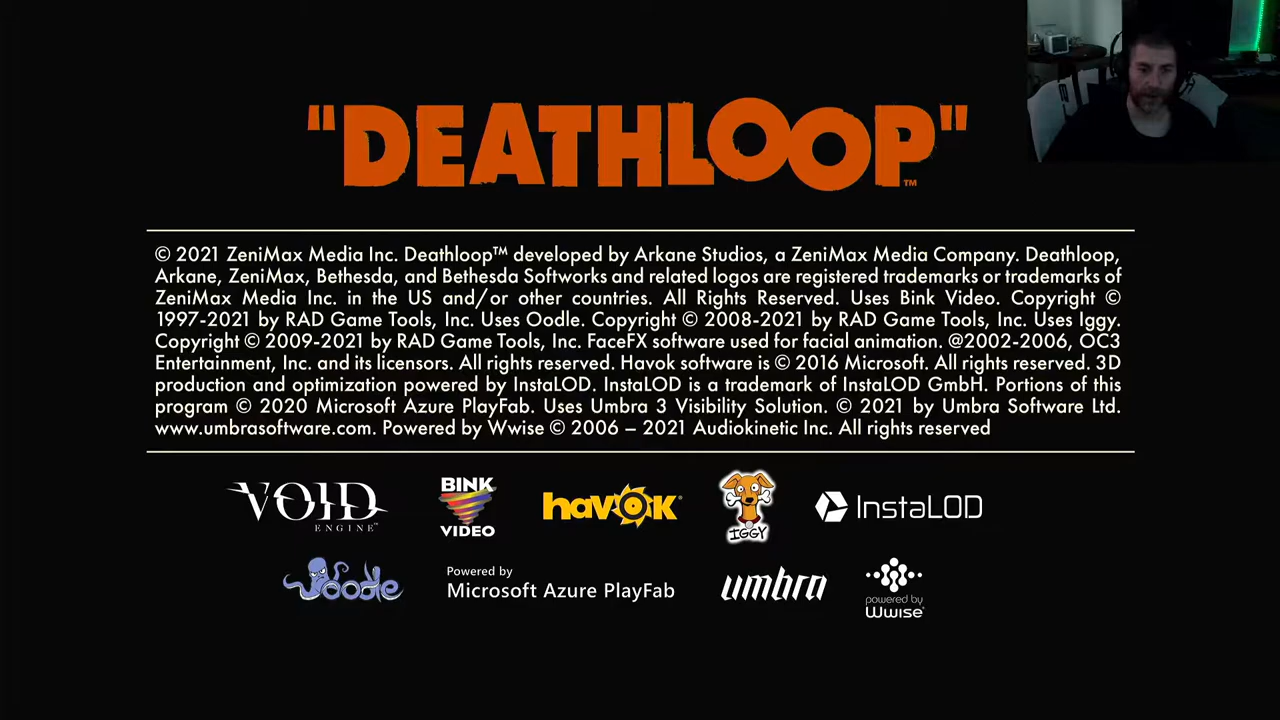 "DEATHLOOP"™
© 2021 ZeniMax Media Inc. Deathloop™ developed by Arkane Studios, a ZeniMax Media Company. Deathloop,
Arkane, ZeniMax, Bethesda, and Bethesda Softworks and related logos are registered trademarks or trademarks of
ZeniMax Media Inc. in the US and/or other countries. All Rights Reserved. Uses Bink Video. Copyright ©
1997-2021 by RAD Game Tools, Inc. Uses Oodle. Copyright © 2008-2021 by RAD Game Tools, Inc. Uses Iggy.
Copyright © 2009-2021 by RAD Game Tools, Inc. FaceFX software used for facial animation. @2002-2006, OC3
Entertainment, Inc. and its licensors. All rights reserved. Havok software is © 2016 Microsoft. All rights reserved. 3D
production and optimization powered by InstaLOD. InstaLOD is a trademark of InstaLOD GmbH. Portions of this
program © 2020 Microsoft Azure PlayFab. Uses Umbra 3 Visibility Solution. © 2021 by Umbra Software Ltd.
www.umbrasoftware.com. Powered by Wwise © 2006 – 2021 Audiokinetic Inc. All rights reserved
VOID ENGINE™
BINK VIDEO
havok®
IGGY
InstaLOD
oodle
Powered by
Microsoft Azure PlayFab
umbra
powered by
Wwise®